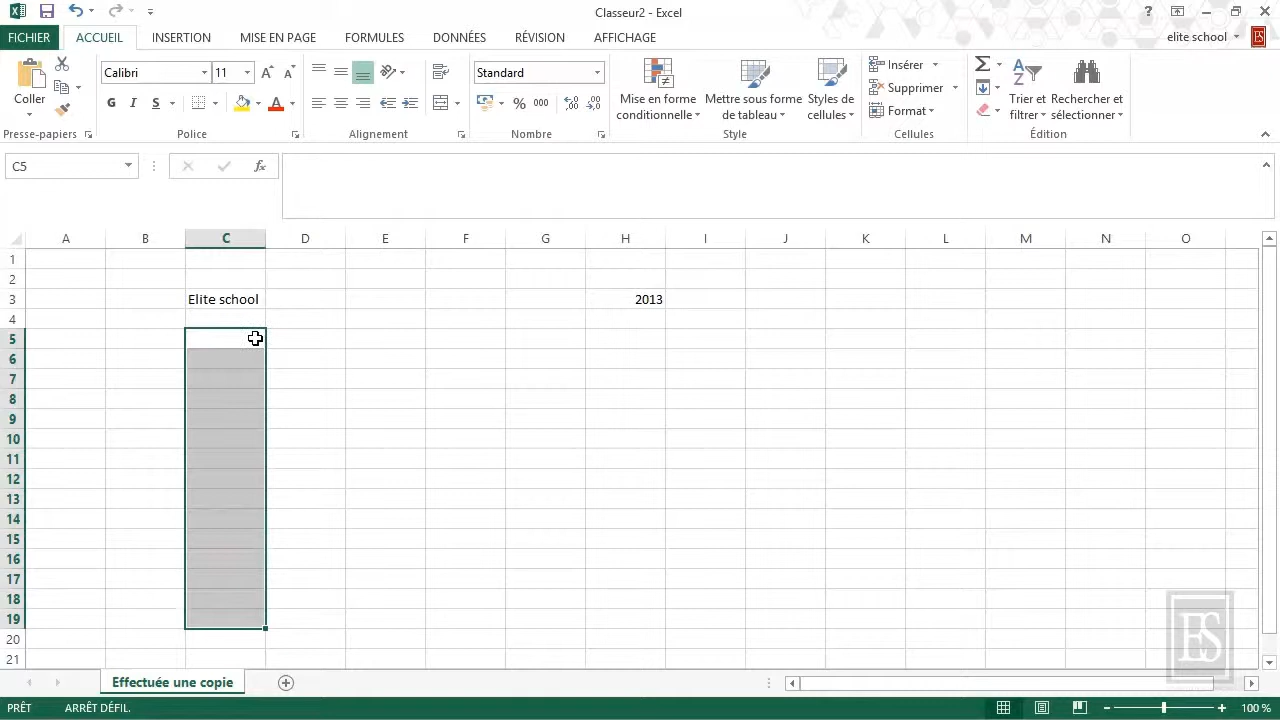 Classeur2 - Excel
FICHIER ACCUEIL INSERTION MISE EN PAGE FORMULES DONNÉES RÉVISION AFFICHAGE elite school ES
Calibri 11 Standard Insérer
Coller G I S % 000 Mise en forme conditionnelle Mettre sous forme de tableau Styles de cellules Supprimer Format Trier et filtrer Rechercher et sélectionner
Presse-papiers Police Alignement Nombre Style Cellules Édition
C5 fx
A B C D E F G H I J K L M N O
1
2
3 Elite school 2013
4
5
6
7
8
9
10
11
12
13
14
15
16
17
18
19
20
21
ES
Effectuée une copie
PRÊT ARRÊT DÉFIL. 100 %